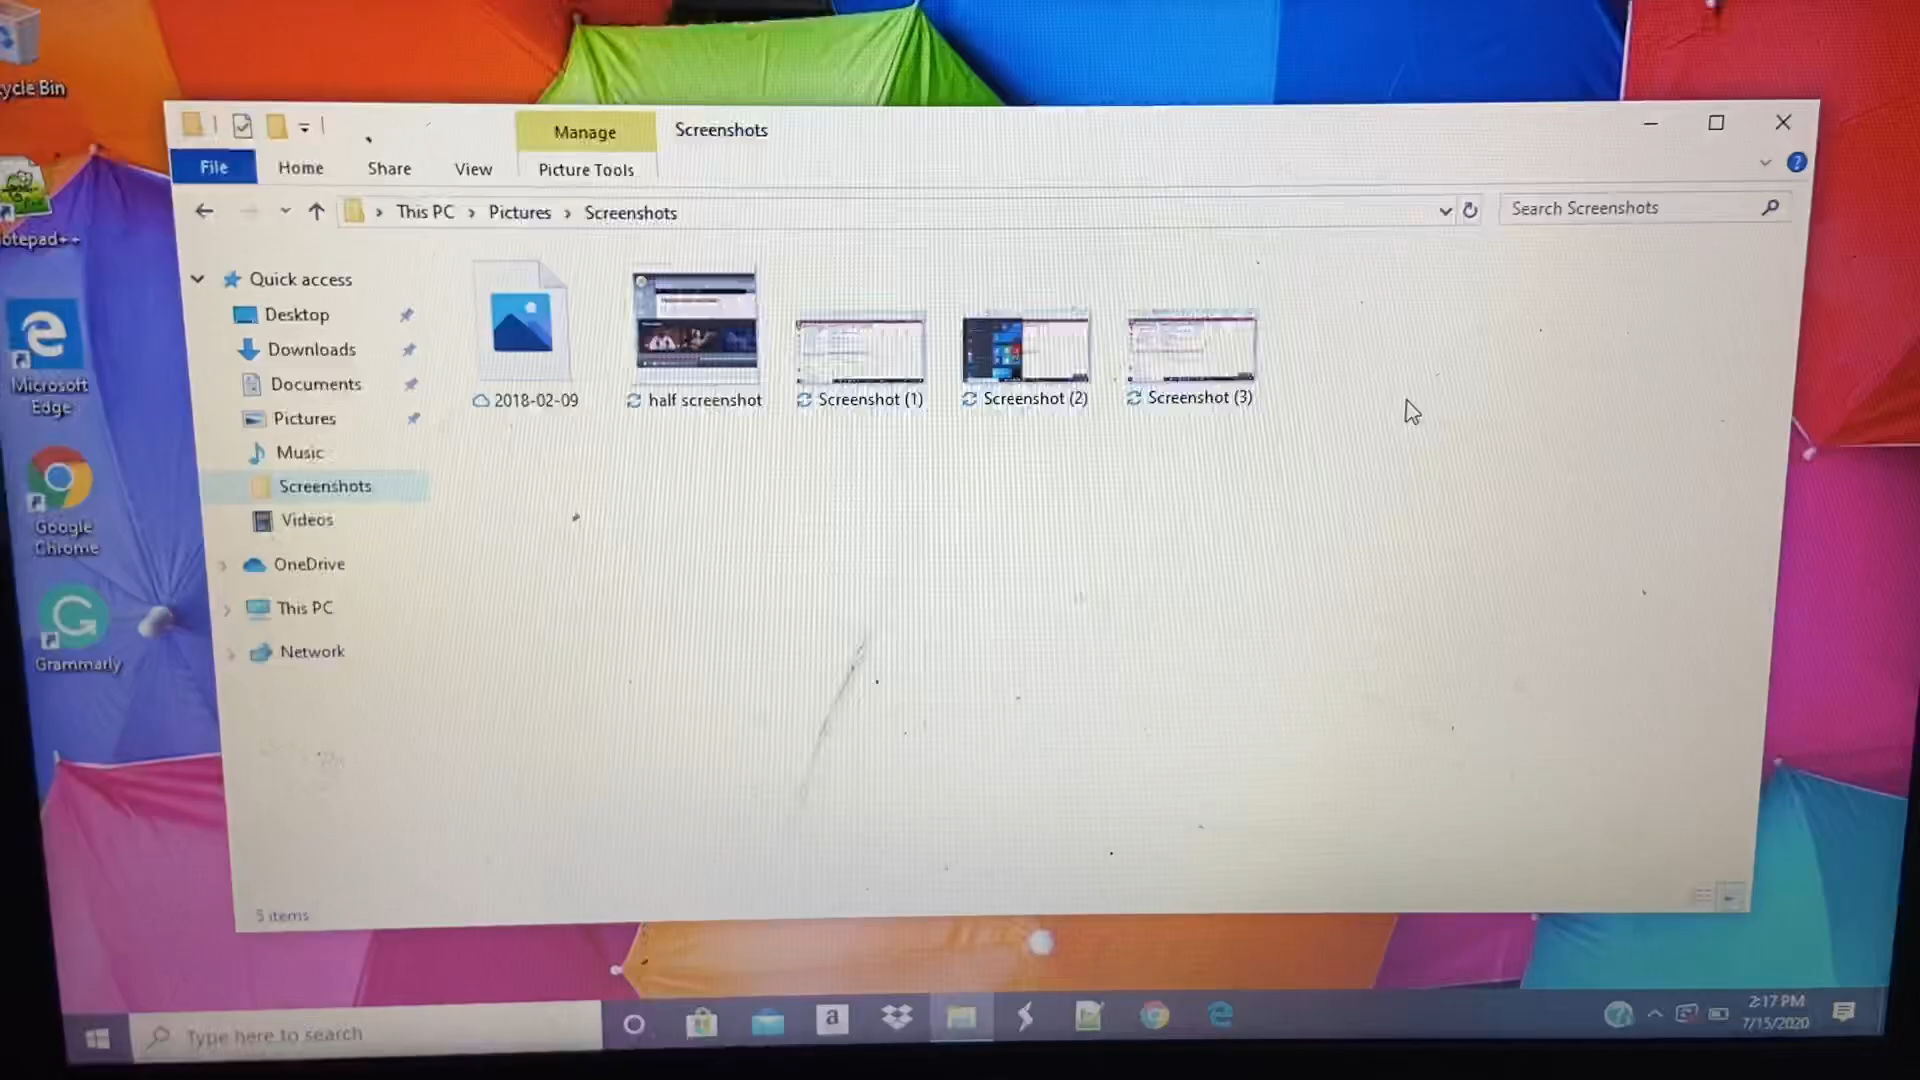 ycle Bin
otepad++
Microsoft
Edge
Google
Chrome
Grammarly
Manage
Screenshots
File
Home
Share
View
Picture Tools
This PC > Pictures > Screenshots
Search Screenshots
Quick access
Desktop
Downloads
Documents
Pictures
Music
Screenshots
Videos
OneDrive
This PC
Network
2018-02-09
half screenshot
Screenshot (1)
Screenshot (2)
Screenshot (3)
5 items
Type here to search
a
2:17 PM
7/15/2020